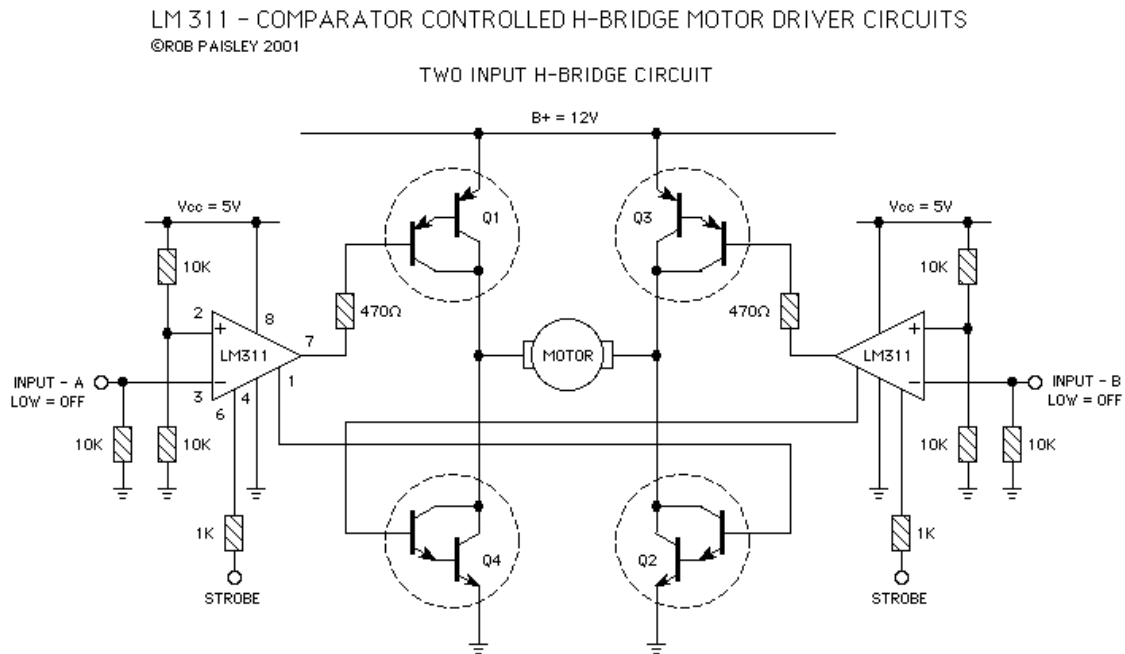 LM 311 - COMPARATOR CONTROLLED H-BRIDGE MOTOR DRIVER CIRCUITS
©ROB PAISLEY 2001
TWO INPUT H-BRIDGE CIRCUIT
B+ = 12V
Vcc = 5V
Q1
Q3
Vcc = 5V
10K
10K
470Ω
470Ω
2
8
+
7
LM311
MOTOR
LM311
+
INPUT - A
LOW = OFF
3
−
6
4
1
−
INPUT - B
LOW = OFF
10K
10K
10K
10K
1K
Q4
Q2
1K
STROBE
STROBE